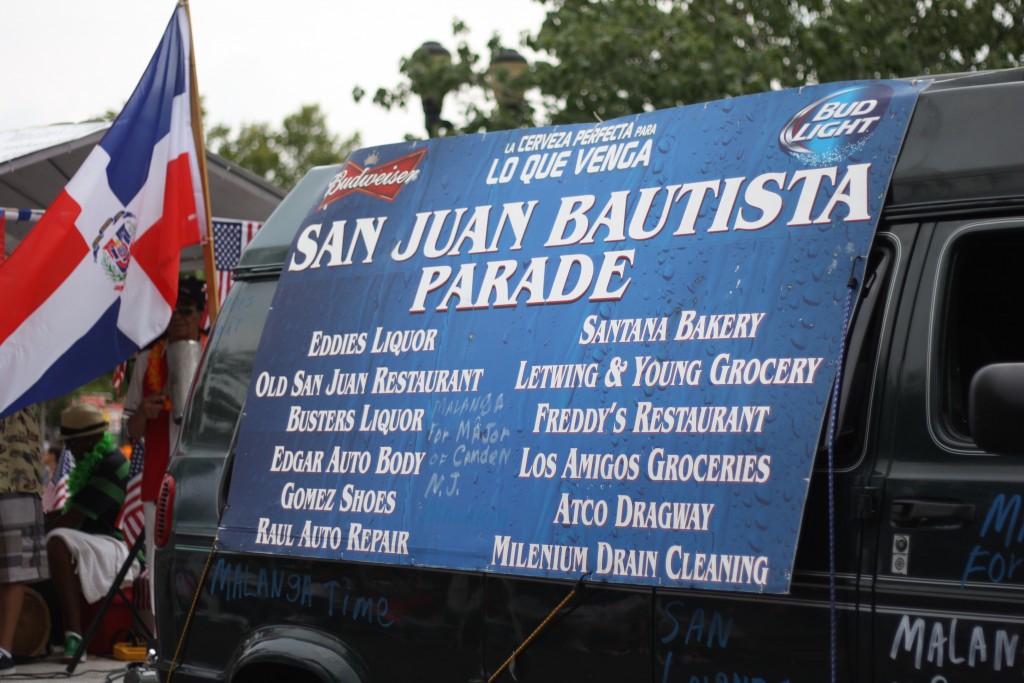 LA CERVEZA PERFECTA PARA
LO QUE VENGA
Budweiser
BUD
LIGHT
SAN JUAN BAUTISTA
PARADE
EDDIES LIQUOR
OLD SAN JUAN RESTAURANT
BUSTERS LIQUOR
EDGAR AUTO BODY
GOMEZ SHOES
RAUL AUTO REPAIR
SANTANA BAKERY
LETWING & YOUNG GROCERY
FREDDY'S RESTAURANT
LOS AMIGOS GROCERIES
ATCO DRAGWAY
MILENIUM DRAIN CLEANING
MALANGA
FOR MAJOR
OF CAMDEN
N.J.
MALANGA TIME
SAN
FOR
MALAN